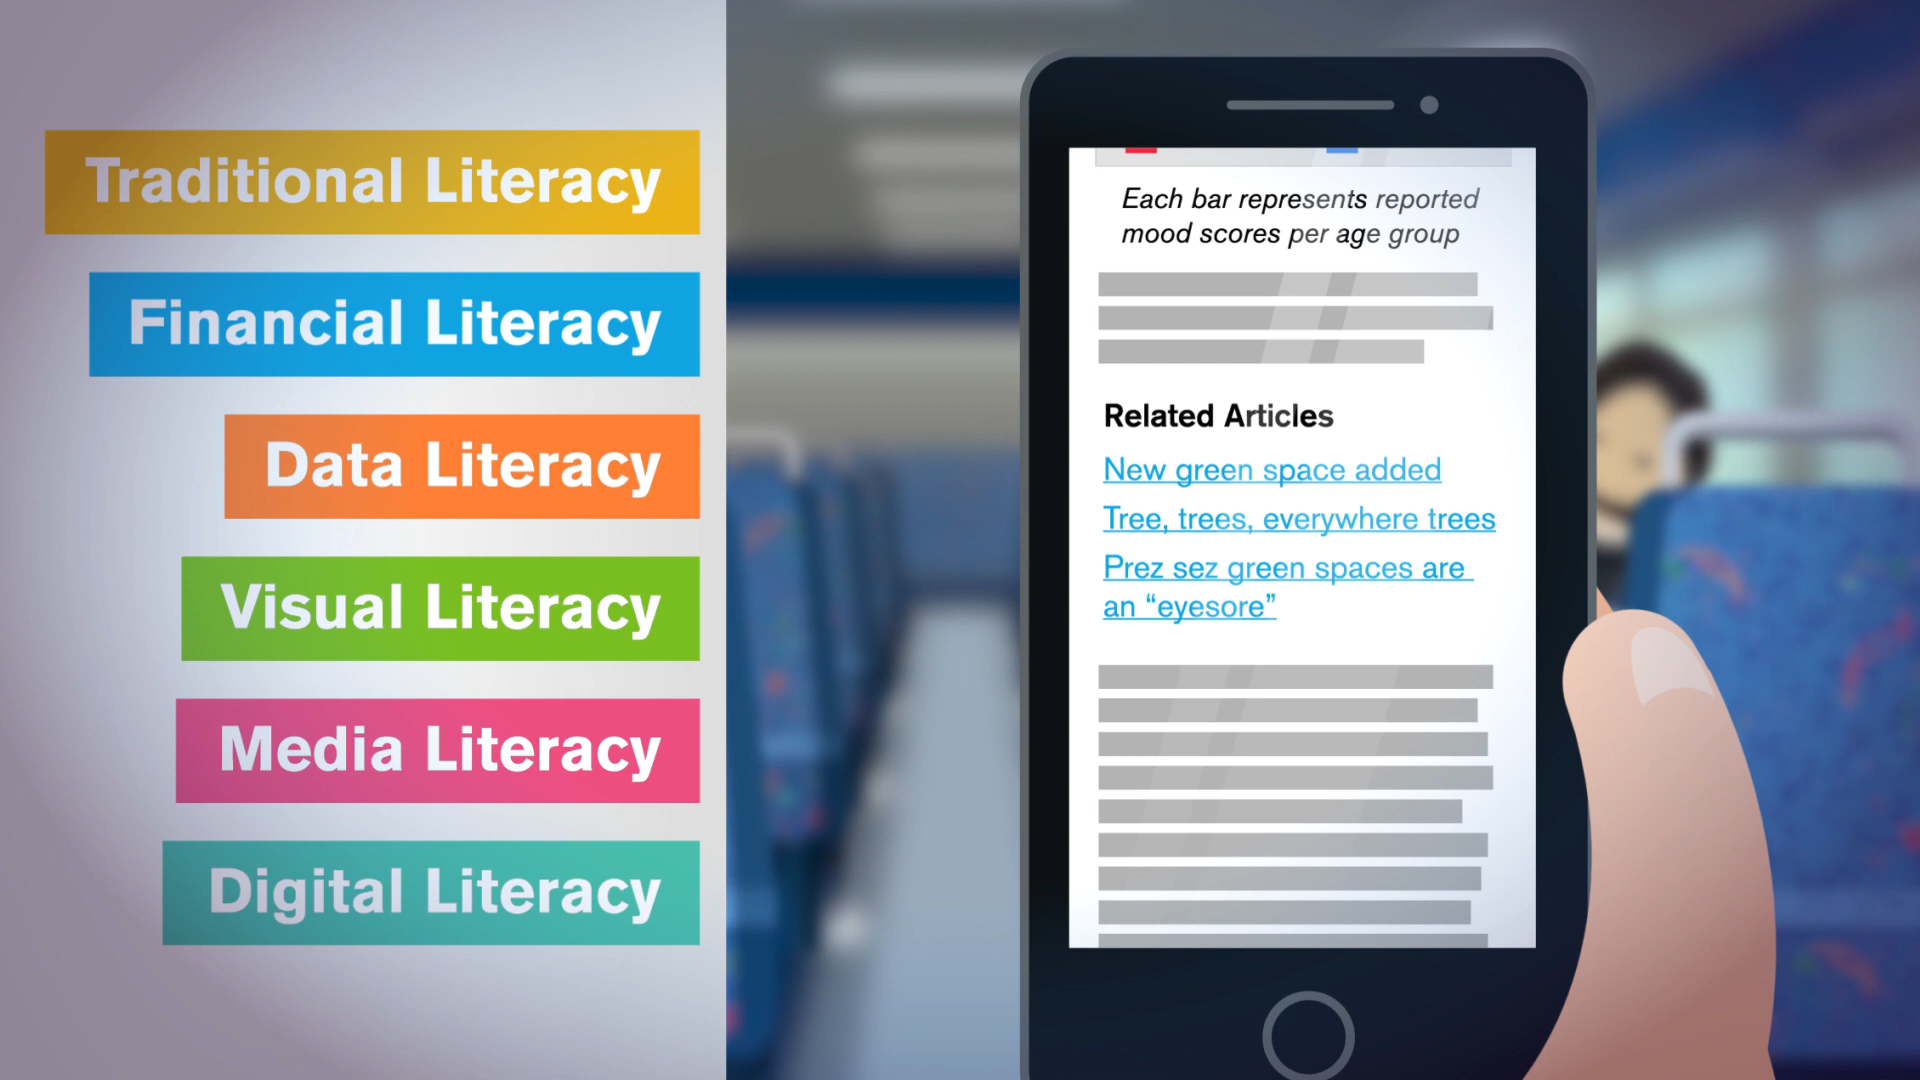 Traditional Literacy
Financial Literacy
Data Literacy
Visual Literacy
Media Literacy
Digital Literacy
Each bar represents reported
mood scores per age group
Related Articles
New green space added
Tree, trees, everywhere trees
Prez sez green spaces are
an “eyesore”